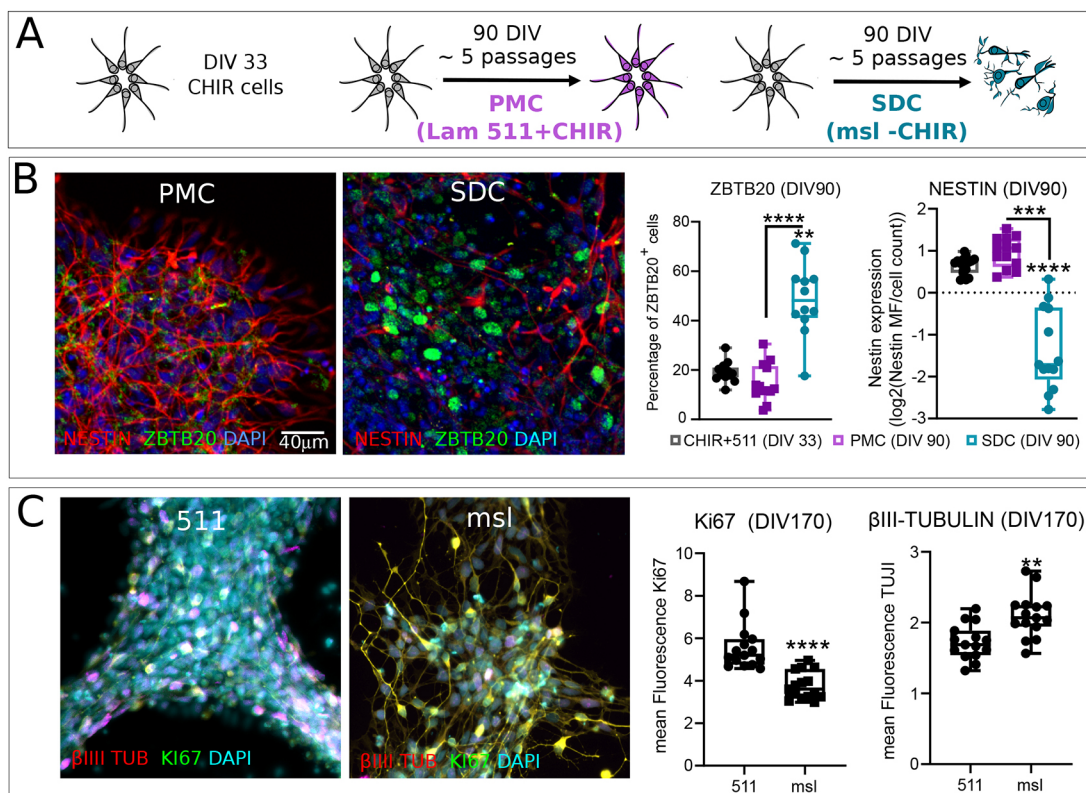 A
DIV 33
CHIR cells
90 DIV
~ 5 passages
PMC
(Lam 511+CHIR)
90 DIV
~ 5 passages
SDC
(msl -CHIR)
B
PMC
NESTIN ZBTB20 DAPI
40μm
SDC
NESTIN ZBTB20 DAPI
ZBTB20 (DIV90)
Percentage of ZBTB20+ cells
80
60
40
20
0
****
**
NESTIN (DIV90)
Nestin expression
(log2(Nestin MF/cell count))
2
1
0
-1
-2
-3
***
****
CHIR+511 (DIV 33) PMC (DIV 90) SDC (DIV 90)
C
511
βIIII TUB KI67 DAPI
msl
βIIII TUB KI67 DAPI
Ki67 (DIV170)
mean Fluorescence Ki67
10
8
6
4
2
0
****
511 msl
βIII-TUBULIN (DIV170)
mean Fluorescence TUJI
3
2
1
0
**
511 msl